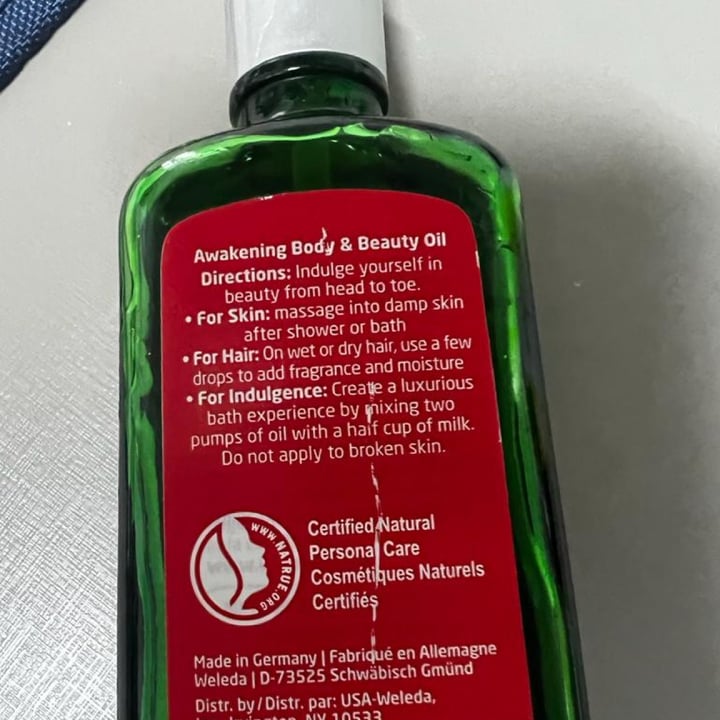 Awakening Body & Beauty Oil
Directions: Indulge yourself in
beauty from head to toe.
• For Skin: massage into damp skin
after shower or bath
• For Hair: On wet or dry hair, use a few
drops to add fragrance and moisture
• For Indulgence: Create a luxurious
bath experience by mixing two
pumps of oil with a half cup of milk.
Do not apply to broken skin.
WWW.NATRUE.ORG
Certified Natural
Personal Care
Cosmétiques Naturels
Certifiés
Made in Germany | Fabriqué en Allemagne
Weleda | D-73525 Schwäbisch Gmünd
Distr. by / Distr. par: USA-Weleda,
NY 10533